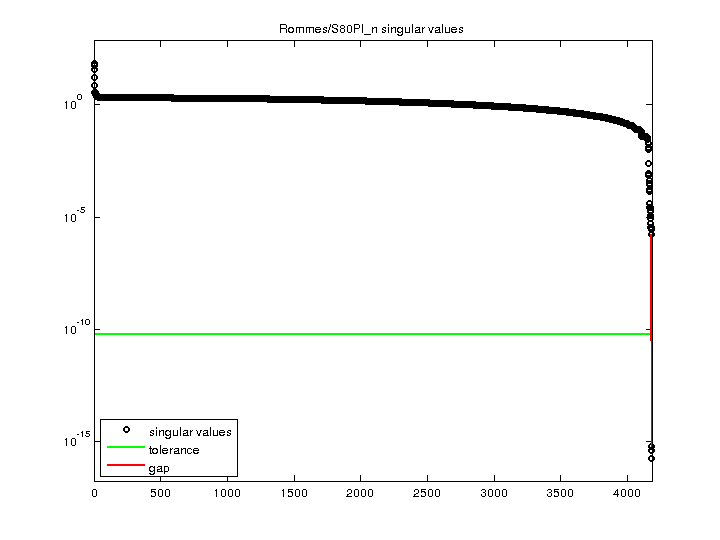 Rommes/S80PI_n singular values
10^0
10^-5
10^-10
10^-15
singular values
tolerance
gap
0 500 1000 1500 2000 2500 3000 3500 4000